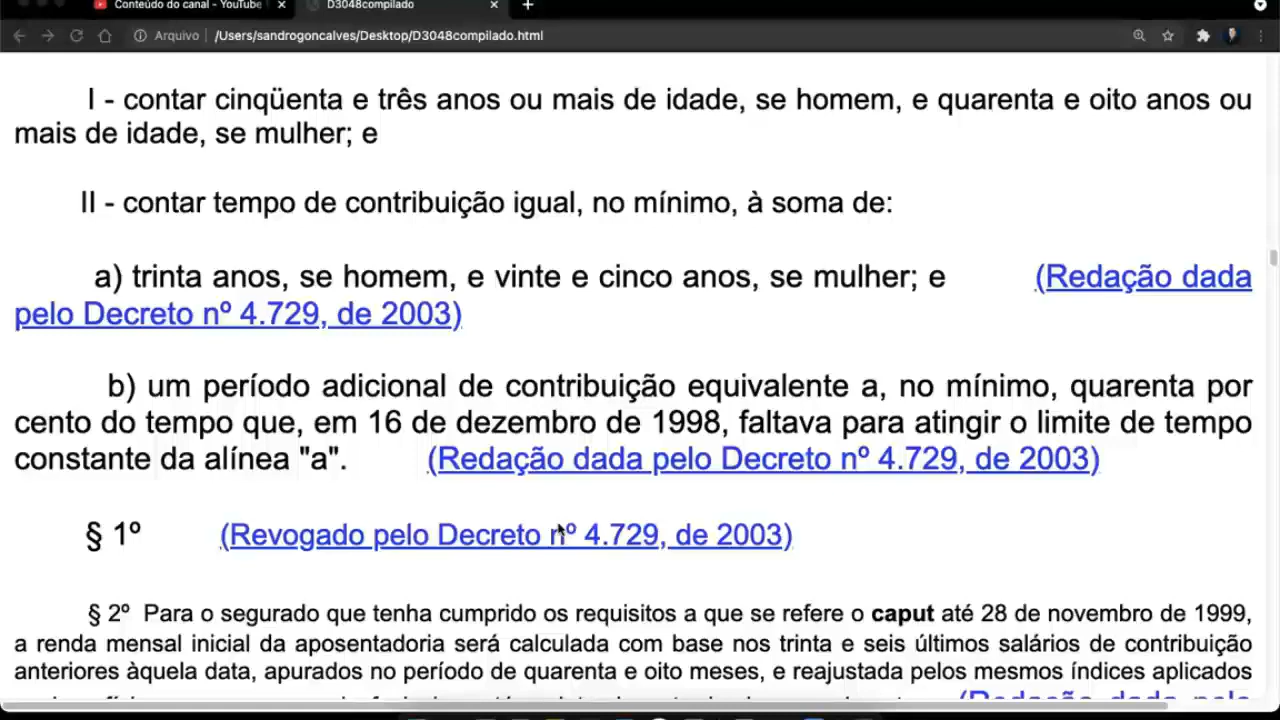 Conteúdo do canal - YouTube
D3048compilado
Arquivo
/Users/sandrogoncalves/Desktop/D3048compilado.html
I - contar cinqüenta e três anos ou mais de idade, se homem, e quarenta e oito anos ou
mais de idade, se mulher; e
II - contar tempo de contribuição igual, no mínimo, à soma de:
a) trinta anos, se homem, e vinte e cinco anos, se mulher; e (Redação dada
pelo Decreto nº 4.729, de 2003)
b) um período adicional de contribuição equivalente a, no mínimo, quarenta por
cento do tempo que, em 16 de dezembro de 1998, faltava para atingir o limite de tempo
constante da alínea "a". (Redação dada pelo Decreto nº 4.729, de 2003)
§ 1º (Revogado pelo Decreto nº 4.729, de 2003)
§ 2º Para o segurado que tenha cumprido os requisitos a que se refere o caput até 28 de novembro de 1999,
a renda mensal inicial da aposentadoria será calculada com base nos trinta e seis últimos salários de contribuição
anteriores àquela data, apurados no período de quarenta e oito meses, e reajustada pelos mesmos índices aplicados
(Redação dada pelo